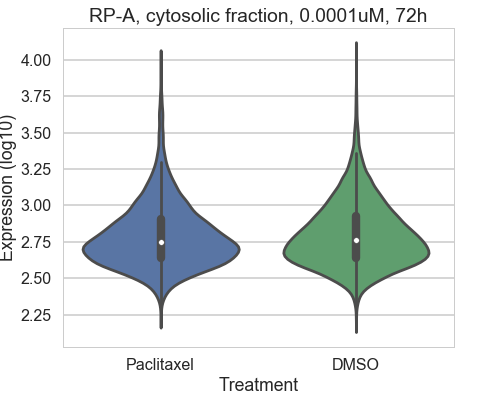 RP-A, cytosolic fraction, 0.0001uM, 72h
Expression (log10)
4.00
3.75
3.50
3.25
3.00
2.75
2.50
2.25
Paclitaxel
DMSO
Treatment